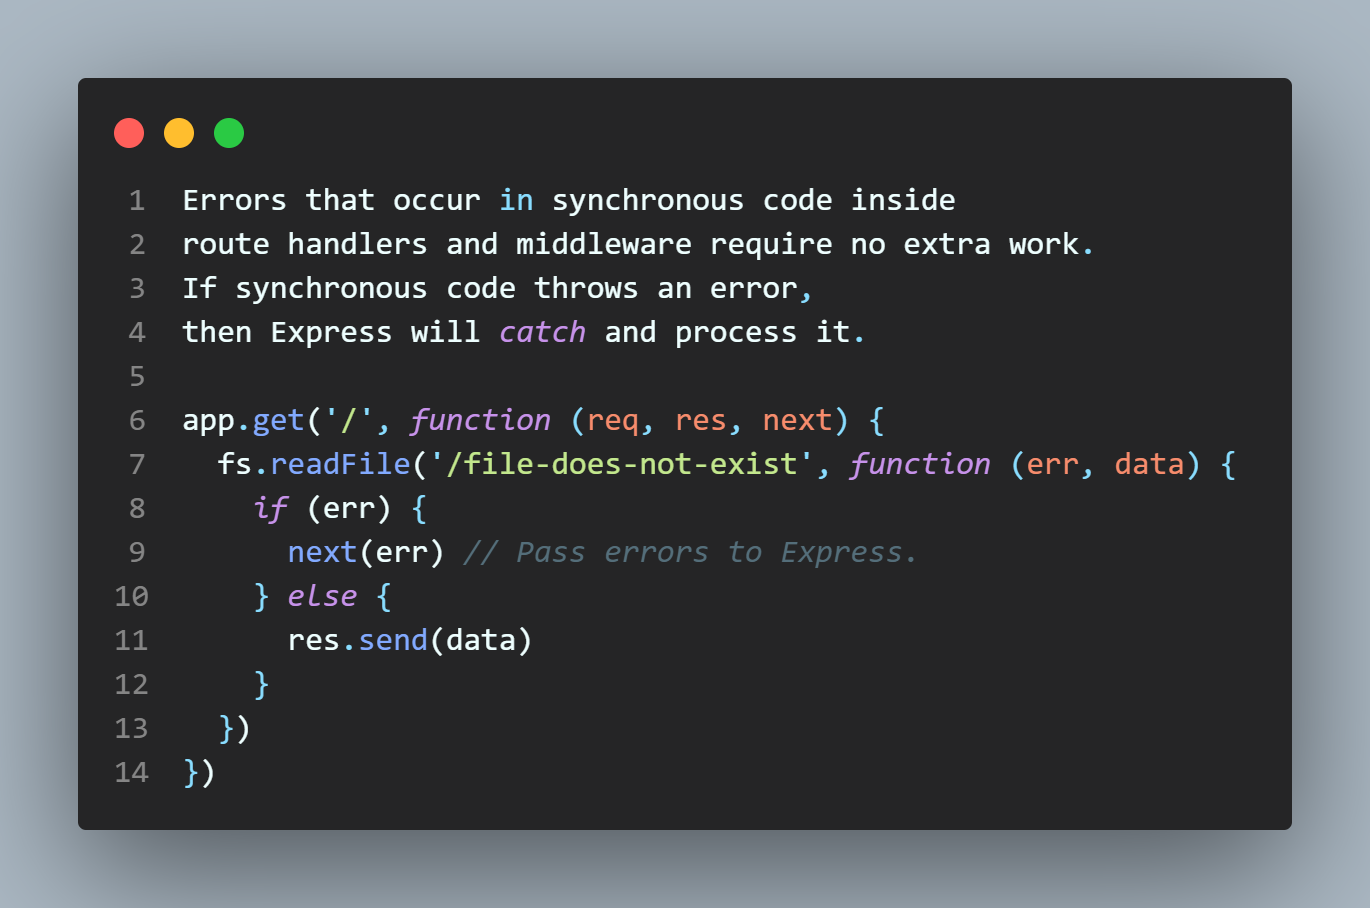 1 Errors that occur in synchronous code inside
2 route handlers and middleware require no extra work.
3 If synchronous code throws an error,
4 then Express will catch and process it.
5
6 app.get('/', function (req, res, next) {
7   fs.readFile('/file-does-not-exist', function (err, data) {
8     if (err) {
9       next(err) // Pass errors to Express.
10     } else {
11       res.send(data)
12     }
13   })
14 })